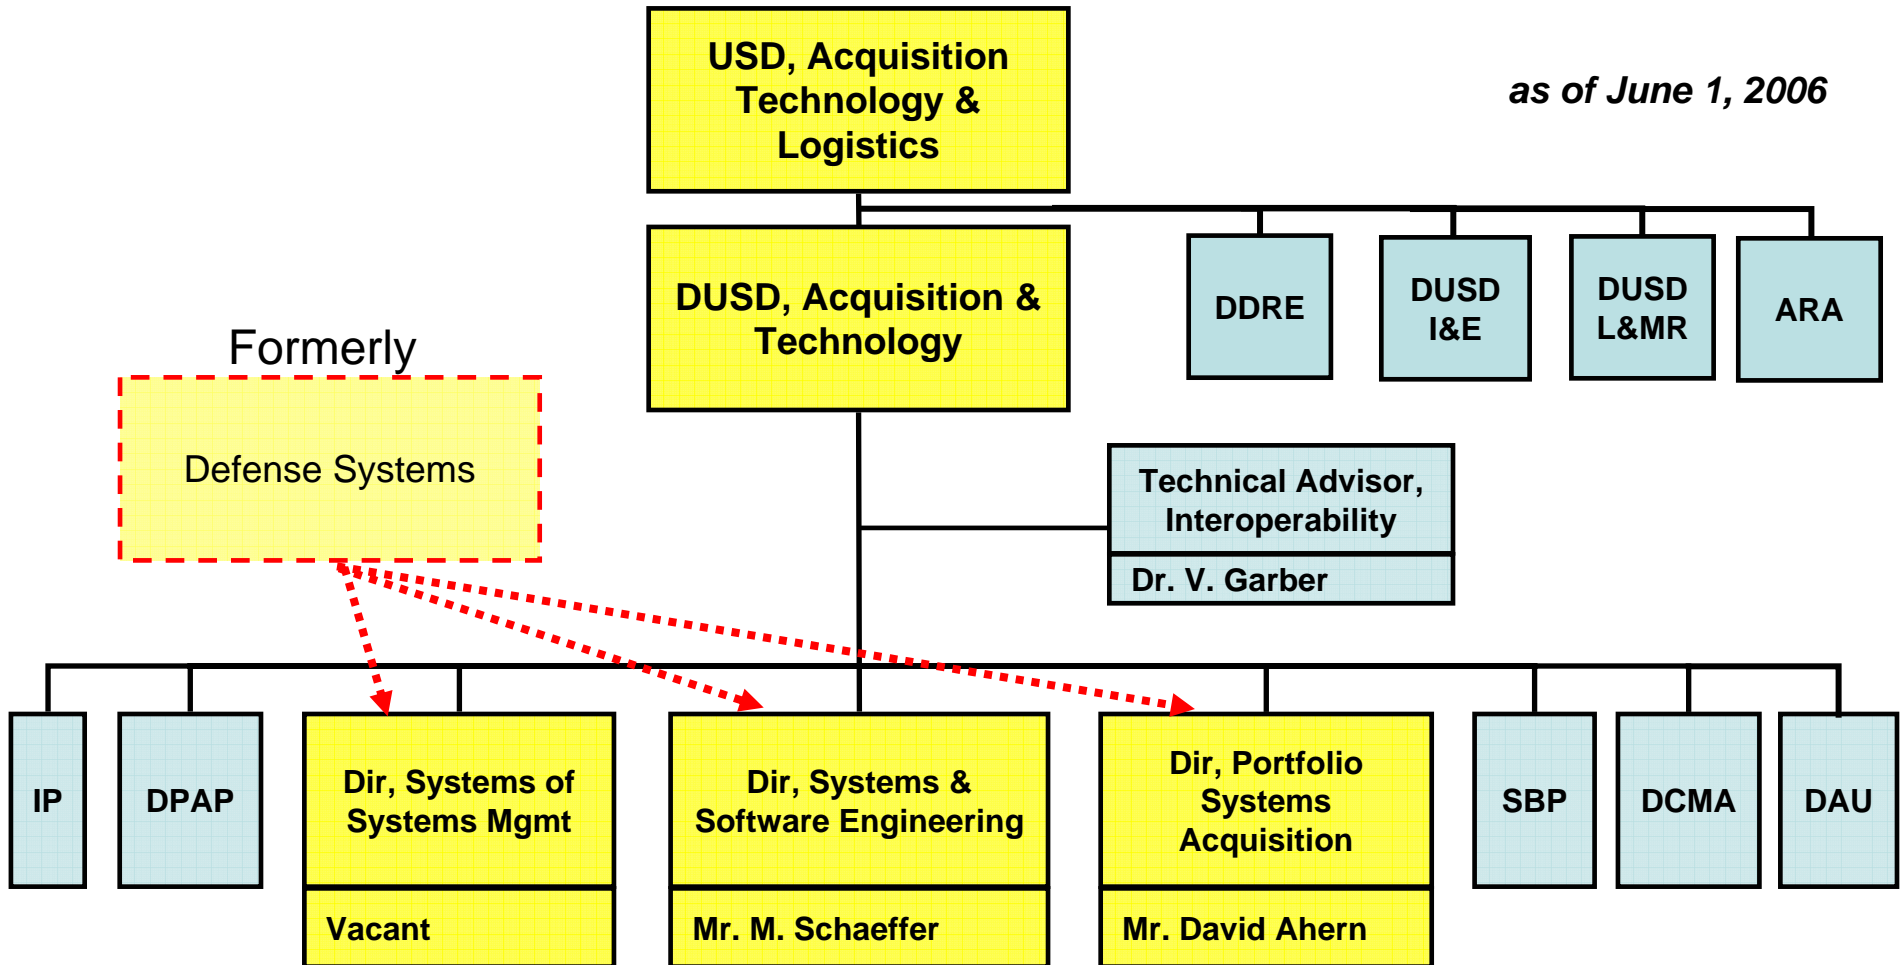 USD, Acquisition
Technology &
Logistics
as of June 1, 2006
DUSD, Acquisition &
Technology
DDRE
DUSD
I&E
DUSD
L&MR
ARA
Formerly
Defense Systems
Technical Advisor,
Interoperability
Dr. V. Garber
IP
DPAP
Dir, Systems of
Systems Mgmt
Vacant
Dir, Systems &
Software Engineering
Mr. M. Schaeffer
Dir, Portfolio
Systems
Acquisition
Mr. David Ahern
SBP
DCMA
DAU